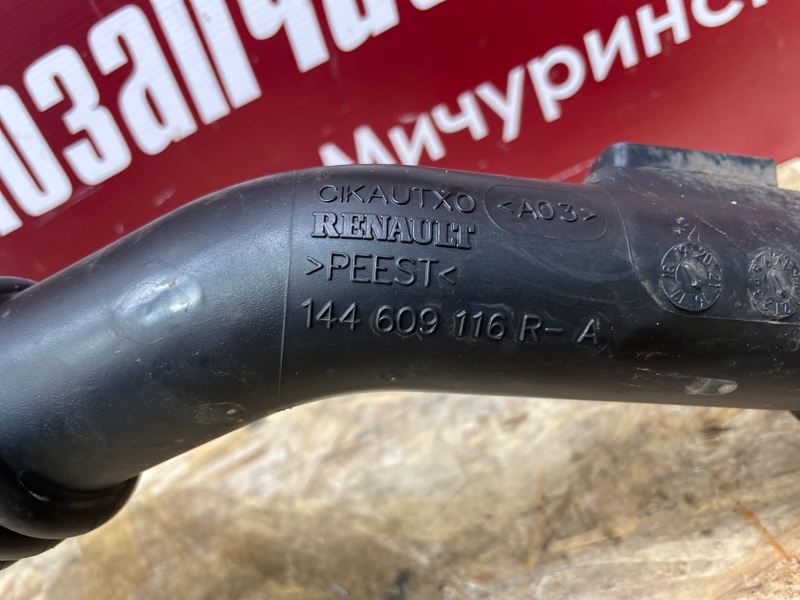 ОЗАПЧА
Мичуринс
CIKAUTXO <A03>
RENAULT
>PEEST<
144 609 116 R- A